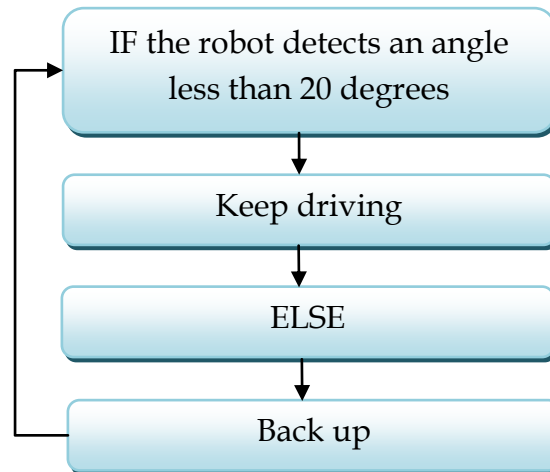 IF the robot detects an angle
less than 20 degrees
Keep driving
ELSE
Back up